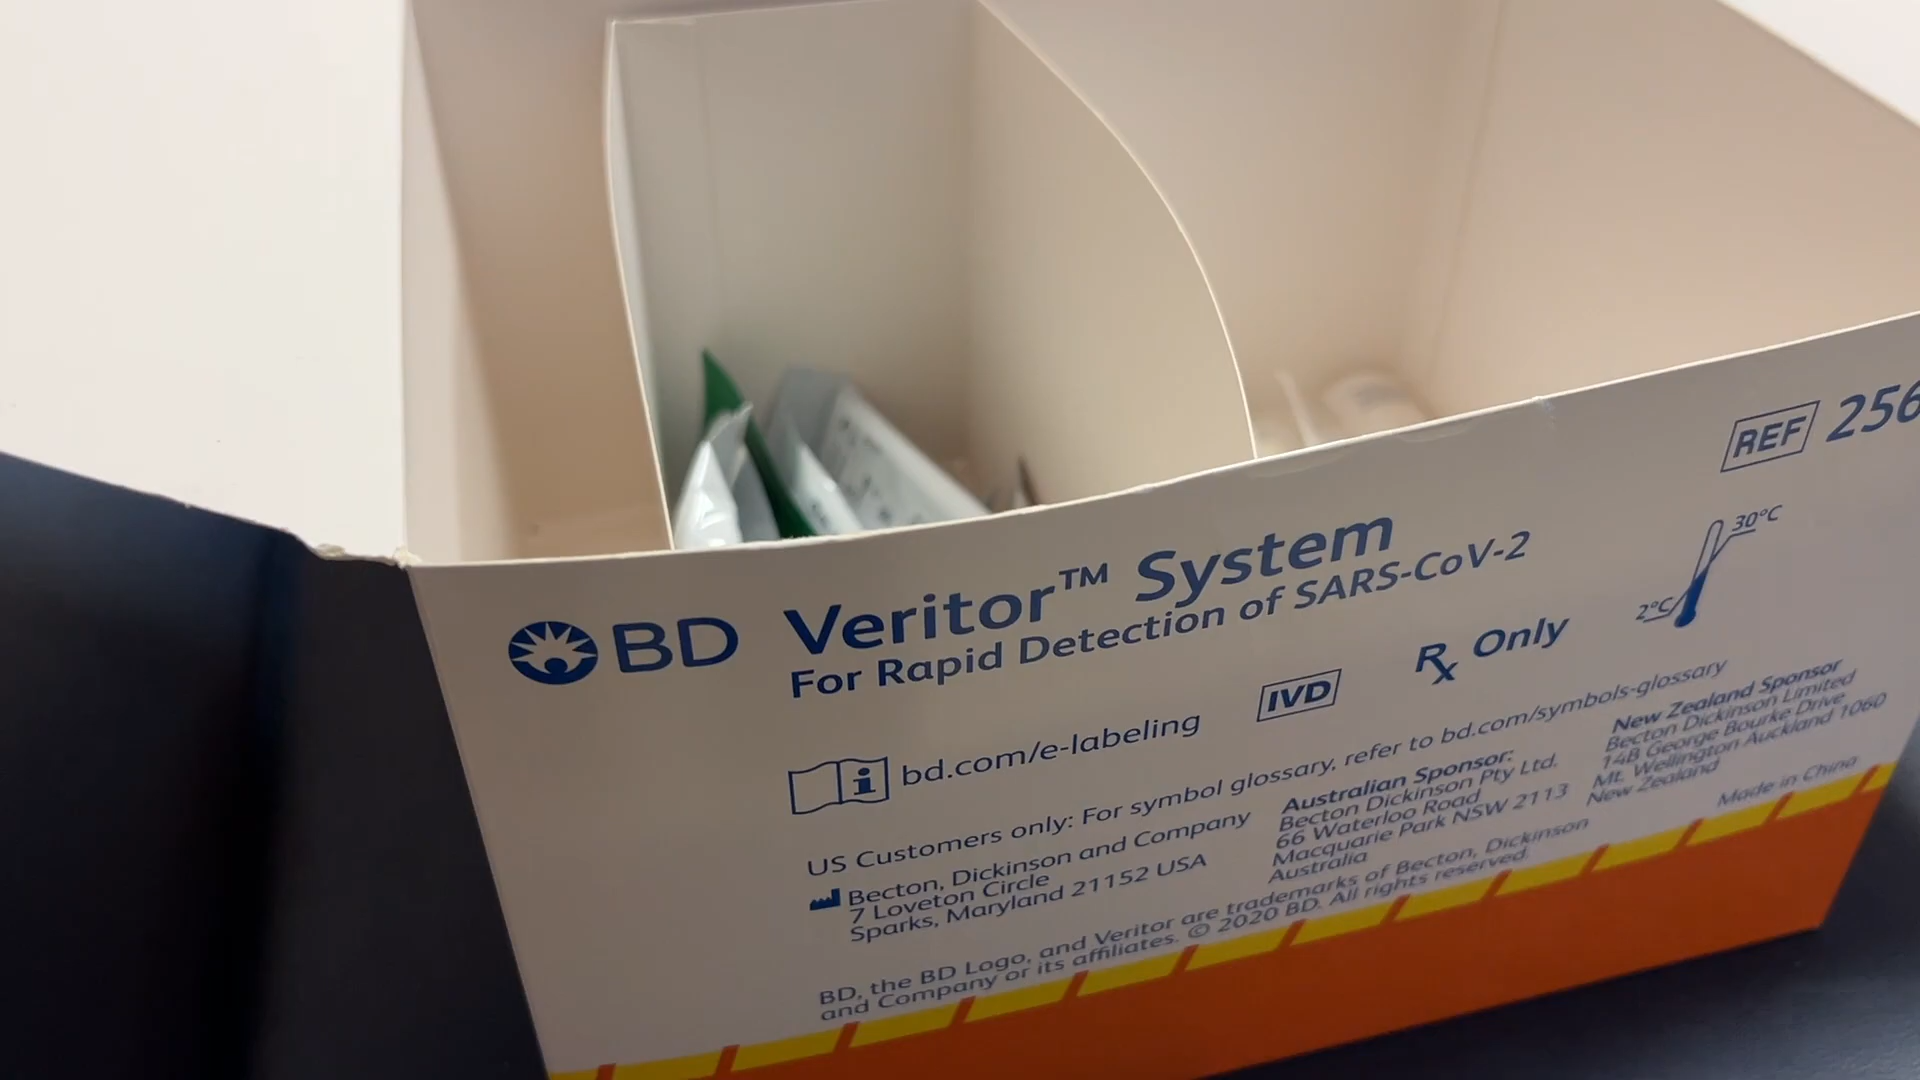 REF 256
BD Veritor™ System
For Rapid Detection of SARS-CoV-2
30°C
2°C
bd.com/e-labeling
IVD
Rx Only
US Customers only: For symbol glossary, refer to bd.com/symbols-glossary
Becton, Dickinson and Company
7 Loveton Circle
Sparks, Maryland 21152 USA
Australian Sponsor:
Becton Dickinson Pty Ltd.
66 Waterloo Road
Macquarie Park NSW 2113
Australia
New Zealand Sponsor
Becton Dickinson Limited
14B George Bourke Drive
Mt. Wellington Auckland 1060
New Zealand
Made in China
BD, the BD Logo, and Veritor are trademarks of Becton, Dickinson
and Company or its affiliates. © 2020 BD. All rights reserved.